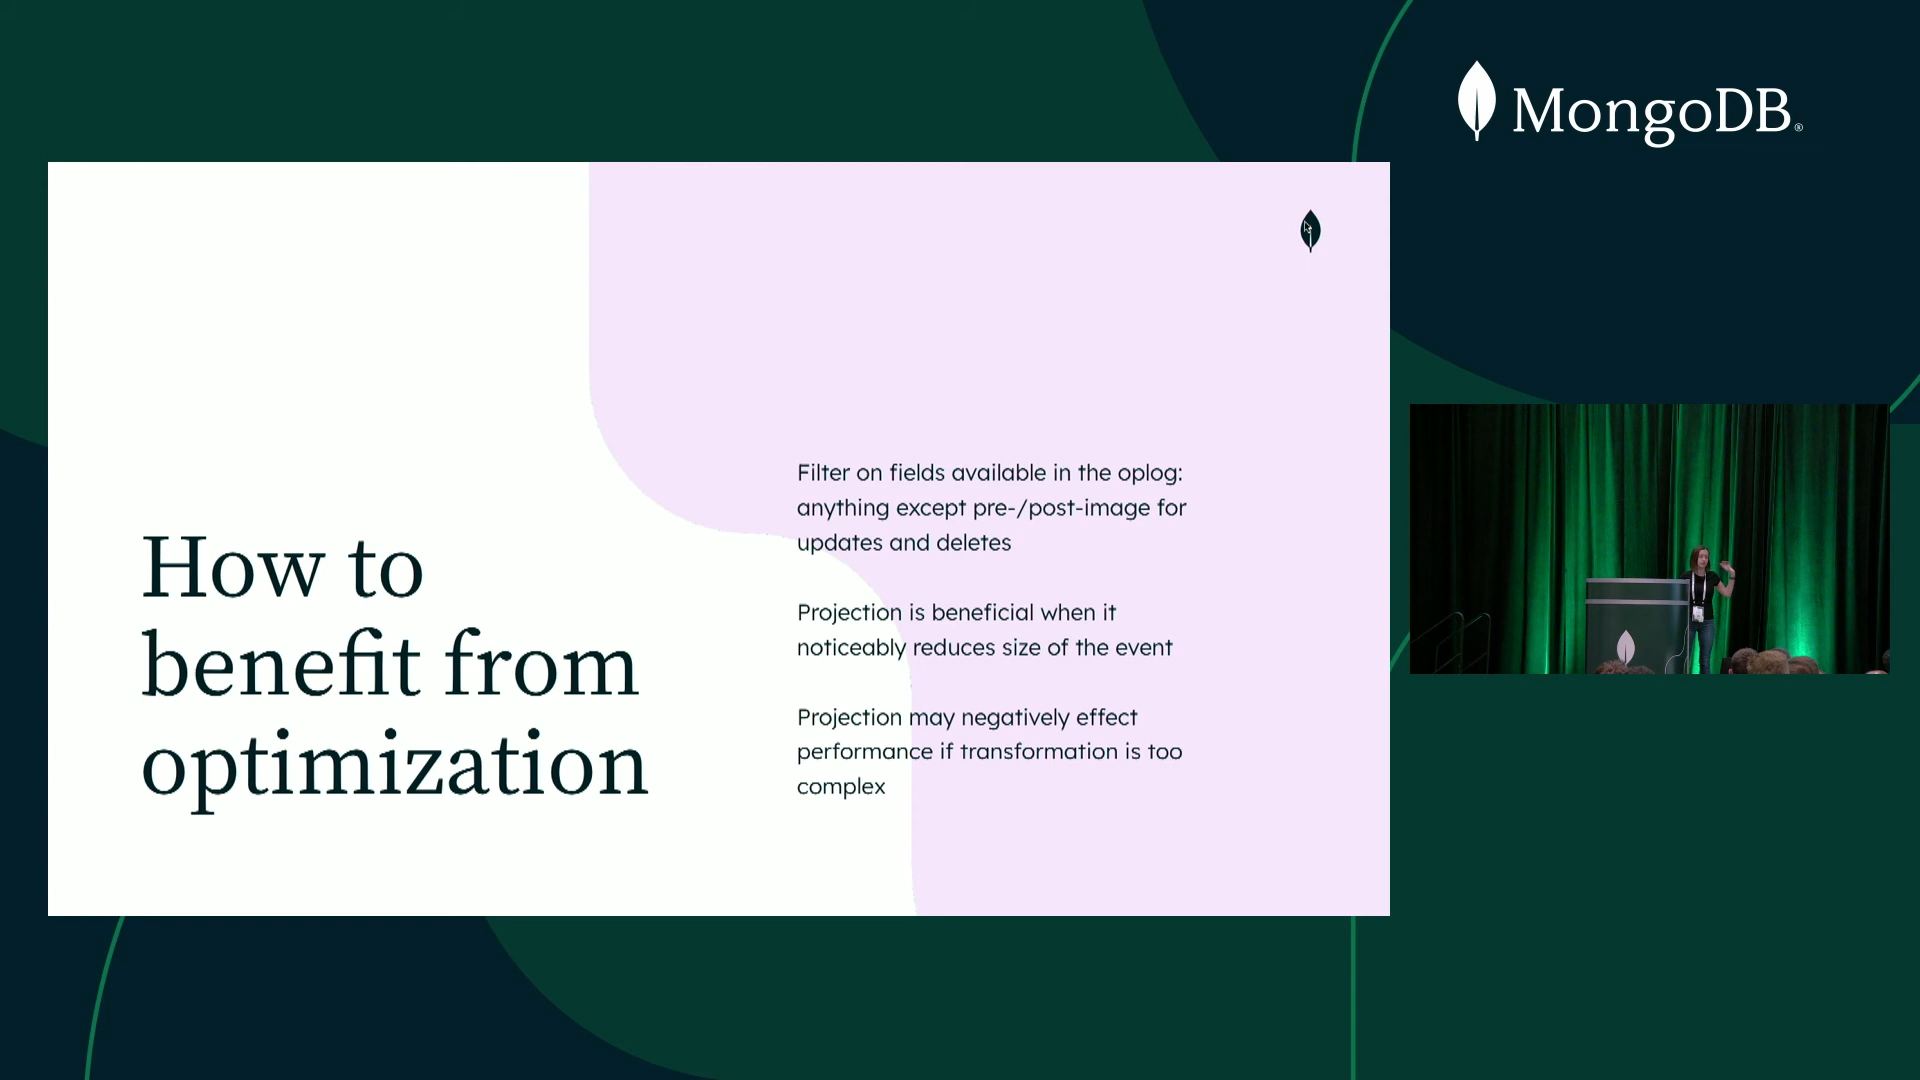 MongoDB®
How to
benefit from
optimization
Filter on fields available in the oplog:
anything except pre-/post-image for
updates and deletes
Projection is beneficial when it
noticeably reduces size of the event
Projection may negatively effect
performance if transformation is too
complex